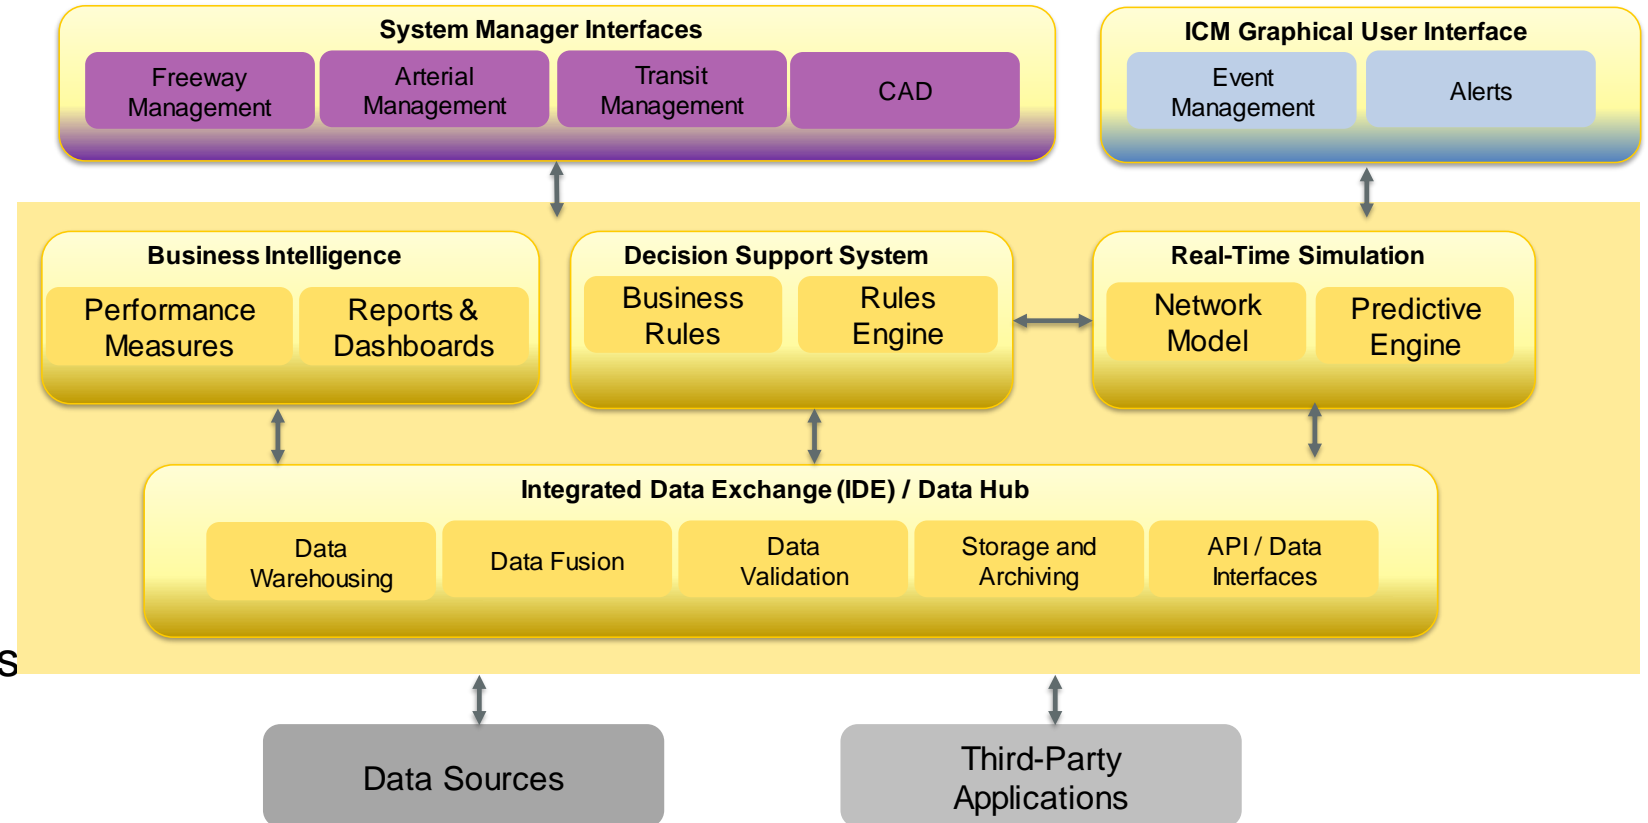 System Manager Interfaces
Freeway
Management
Arterial
Management
Transit
Management
CAD
ICM Graphical User Interface
Event
Management
Alerts
Business Intelligence
Performance
Measures
Reports &
Dashboards
Decision Support System
Business
Rules
Rules
Engine
Real-Time Simulation
Network
Model
Predictive
Engine
Integrated Data Exchange (IDE) / Data Hub
Data
Warehousing
Data Fusion
Data
Validation
Storage and
Archiving
API / Data
Interfaces
s
Data Sources
Third-Party
Applications